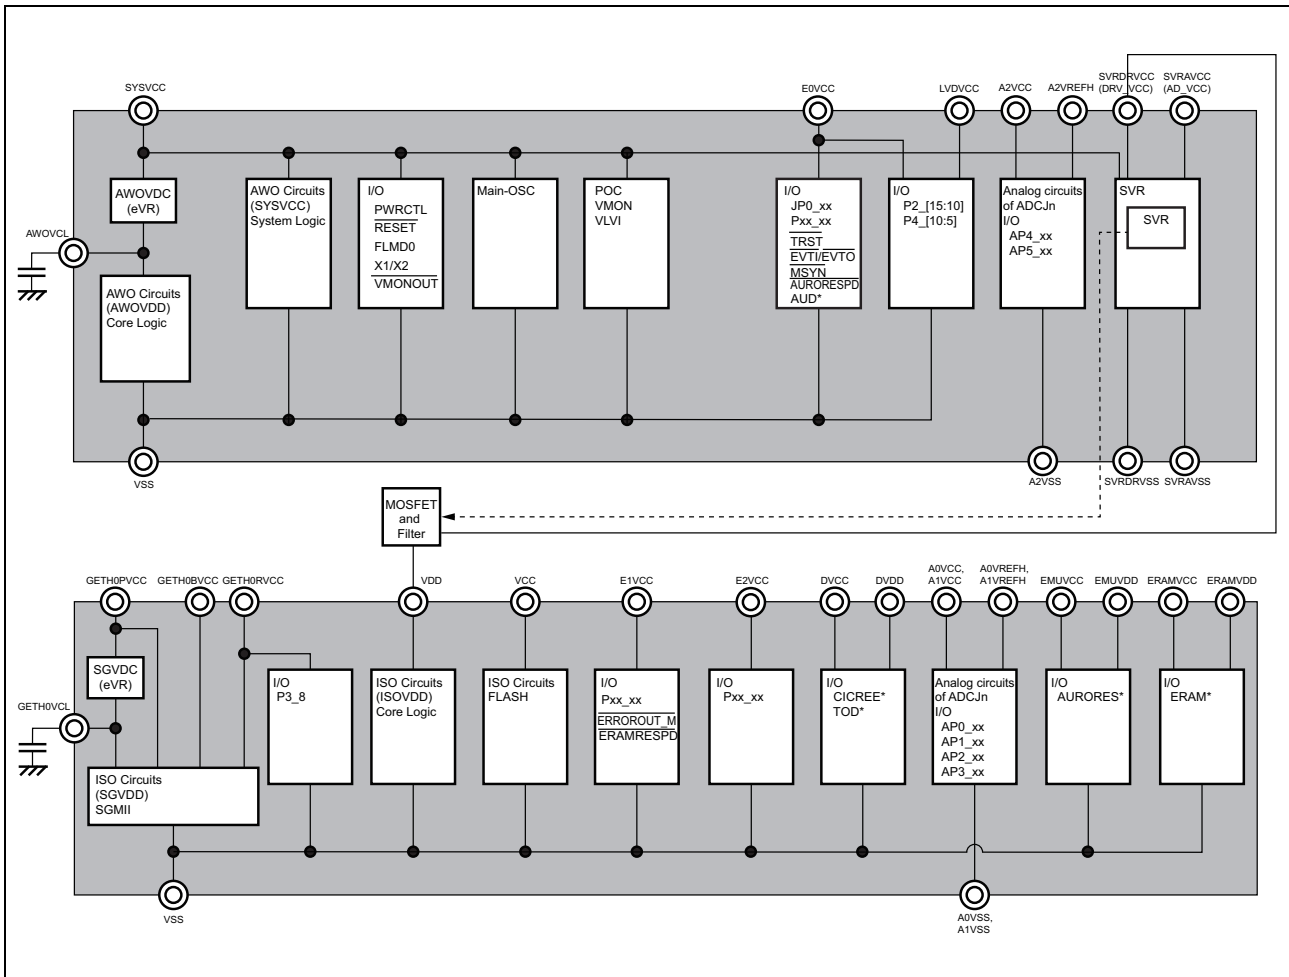 SYSVCC
E0VCC
LVDVCC
A2VCC
A2VREFH
SVRDRVCC
(DRV_VCC)
SVRAVCC
(AD_VCC)
AWOVDC
(eVR)
AWO Circuits
(SYSVCC)
System Logic
I/O
PWRCTL
RESET
FLMD0
X1/X2
VMONOUT
Main-OSC
POC
VMON
VLVI
I/O
JP0_xx
Pxx_xx
TRST
EVTI/EVTO
MSYN
AURORESPD
AUD*
I/O
P2_[15:10]
P4_[10:5]
Analog circuits
of ADCJn
I/O
AP4_xx
AP5_xx
SVR
SVR
AWOVCL
AWO Circuits
(AWOVDD)
Core Logic
VSS
A2VSS
SVRDRVSS
SVRAVSS
MOSFET
and
Filter
GETH0PVCC
GETH0BVCC
GETH0RVCC
VDD
VCC
E1VCC
E2VCC
DVCC
DVDD
A0VCC,
A1VCC
A0VREFH,
A1VREFH
EMUVCC
EMUVDD
ERAMVCC
ERAMVDD
SGVDC
(eVR)
I/O
P3_8
ISO Circuits
(ISOVDD)
Core Logic
ISO Circuits
FLASH
I/O
Pxx_xx
ERROROUT_M
ERAMRESPD
I/O
Pxx_xx
I/O
CICREE*
TOD*
Analog circuits
of ADCJn
I/O
AP0_xx
AP1_xx
AP2_xx
AP3_xx
I/O
AURORES*
I/O
ERAM*
GETH0VCL
ISO Circuits
(SGVDD)
SGMII
VSS
A0VSS,
A1VSS